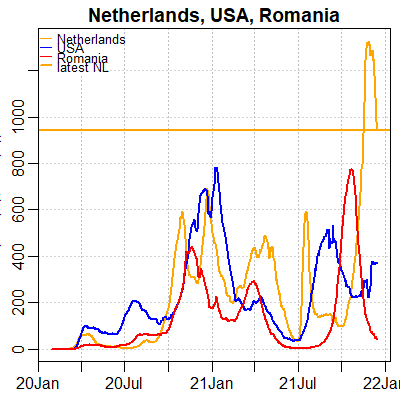 Netherlands, USA, Romania
Netherlands
USA
Romania
latest NL
1000
800
600
400
200
0
20Jan 20Jul 21Jan 21Jul 22Jan